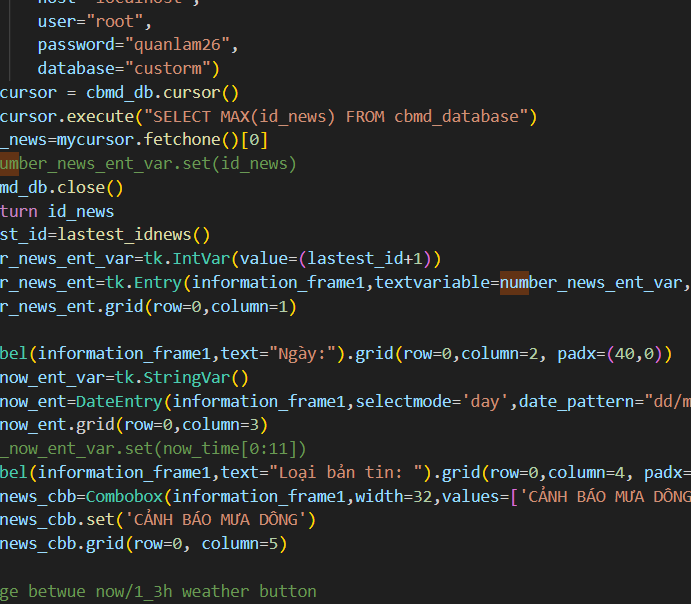 host="localhost",
user="root",
password="quanlam26",
database="custorm")
cursor = cbmd_db.cursor()
cursor.execute("SELECT MAX(id_news) FROM cbmd_database")
_news=mycursor.fetchone()[0]
umber_news_ent_var.set(id_news)
md_db.close()
turn id_news
st_id=lastest_idnews()
r_news_ent_var=tk.IntVar(value=(lastest_id+1))
r_news_ent=tk.Entry(information_frame1,textvariable=number_news_ent_var,
r_news_ent.grid(row=0,column=1)
bel(information_frame1,text="Ngày:").grid(row=0,column=2, padx=(40,0))
now_ent_var=tk.StringVar()
now_ent=DateEntry(information_frame1,selectmode='day',date_pattern="dd/m
now_ent.grid(row=0,column=3)
_now_ent_var.set(now_time[0:11])
bel(information_frame1,text="Loại bản tin: ").grid(row=0,column=4, padx=
news_cbb=Combobox(information_frame1,width=32,values=['CẢNH BÁO MƯA DÔNG
news_cbb.set('CẢNH BÁO MƯA DÔNG')
news_cbb.grid(row=0, column=5)
ge betwue now/1_3h weather button